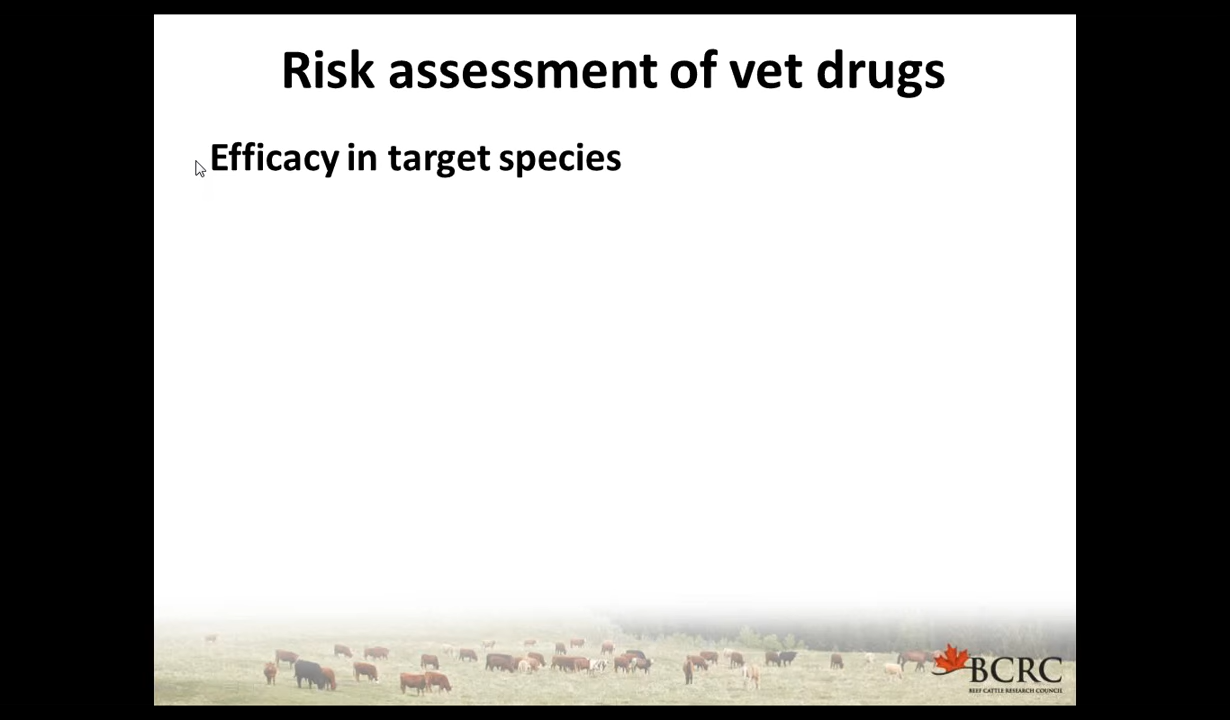 Risk assessment of vet drugs
Efficacy in target species
BCRC
BEEF CATTLE RESEARCH COUNCIL